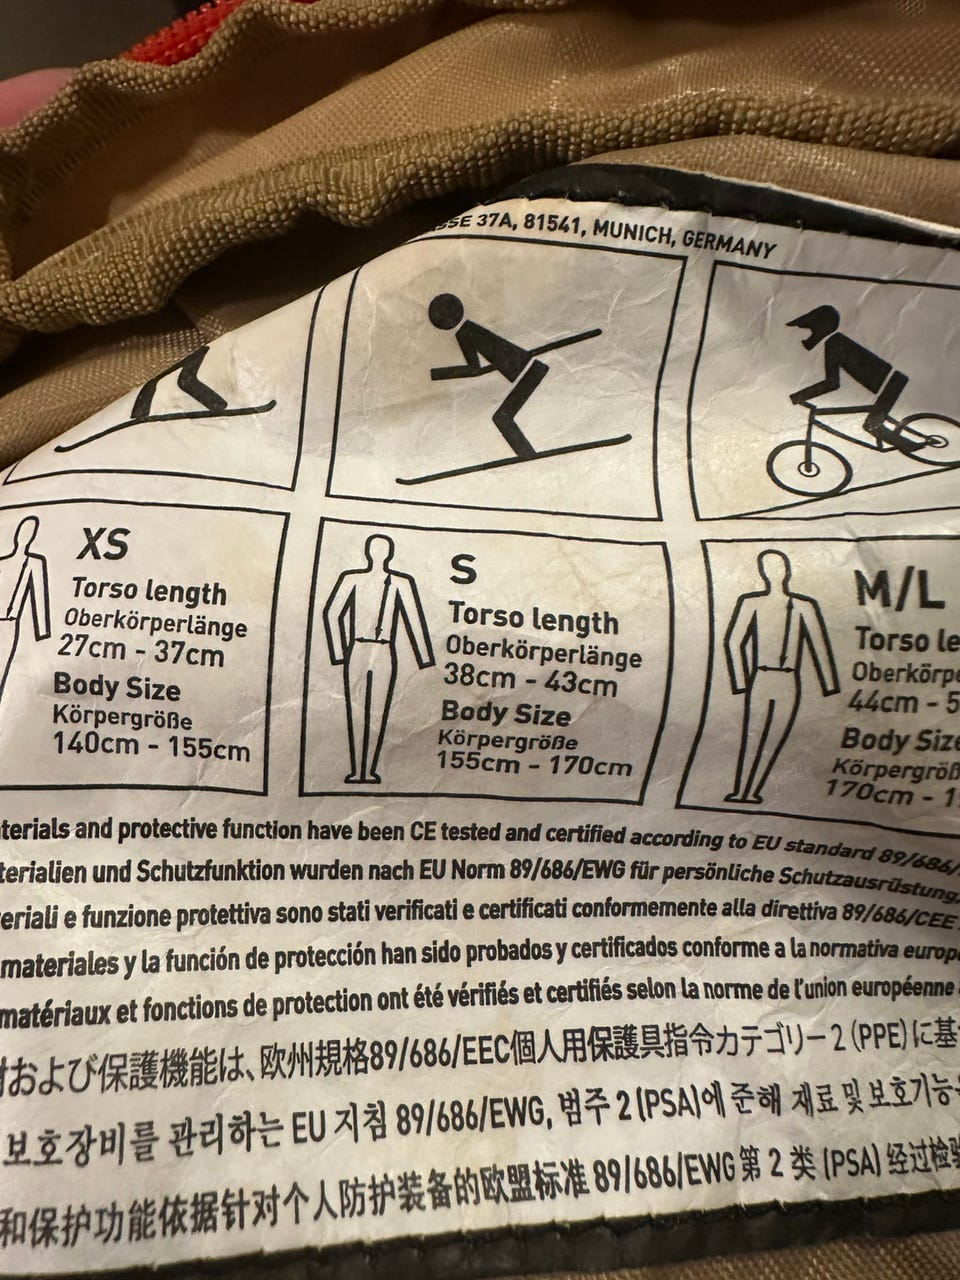 37A, 81541, MUNICH, GERMANY
XS
Torso length
Oberkörperlänge
27cm - 37cm
Body Size
Körpergröße
140cm - 155cm
S
Torso length
Oberkörperlänge
38cm - 43cm
Body Size
Körpergröße
155cm - 170cm
M/L
Torso
44cm -
Body Size
170cm -
and protective function have been CE tested and certified according to EU standard 89/686/
und Schutzfunktion wurden nach EU Norm 89/686/EWG für persönliche Schutzausrüstung,
e funzione protettiva sono stati verificati e certificati conformemente alla direttiva 89/686/CEE
materiales y la función de protección han sido probados y certificados conforme a la normativa
matériaux et fonctions de protection ont été vérifiés et certifiés selon la norme de l'union européenne
および保護機能は、欧州規格89/686/EEC個人用保護具指令カテゴリー2 (PPE)に基
보호장비를 관리하는 EU 지침 89/686/EWG, 범주 2 (PSA)에 준해 재료 및 보호기능
和保护功能依据针对个人防护装备的欧盟标准 89/686/EWG 第 2 类 (PSA) 经过检验